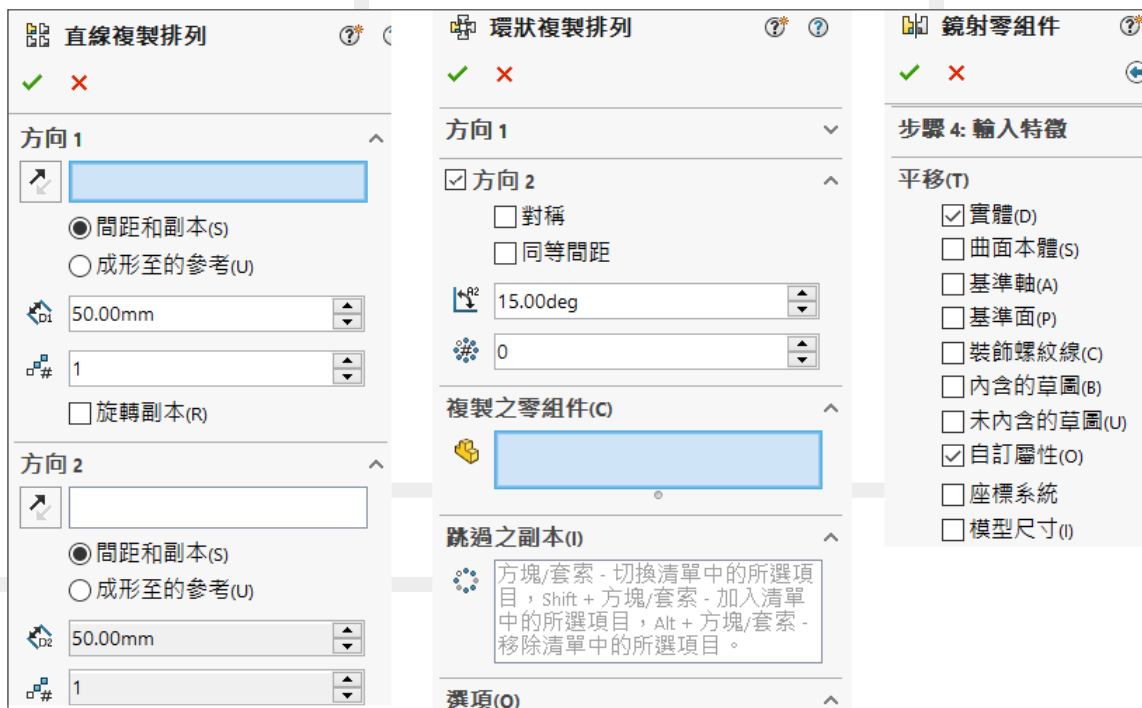 直線複製排列
方向 1
間距和副本(S)
成形至的參考(U)
D1
50.00mm
1
旋轉副本(R)
方向 2
間距和副本(S)
成形至的參考(U)
D2
50.00mm
1
環狀複製排列
方向 1
方向 2
對稱
同等間距
A2
15.00deg
0
複製之零組件(C)
跳過之副本(I)
方塊/套索 - 切換清單中的所選項
目，Shift + 方塊/套索 - 加入清單
中的所選項目，Alt + 方塊/套索 -
移除清單中的所選項目。
選項(O)
鏡射零組件
步驟 4: 輸入特徵
平移(T)
實體(D)
曲面本體(S)
基準軸(A)
基準面(P)
裝飾螺紋線(C)
內含的草圖(B)
未內含的草圖(U)
自訂屬性(O)
座標系統
模型尺寸(I)